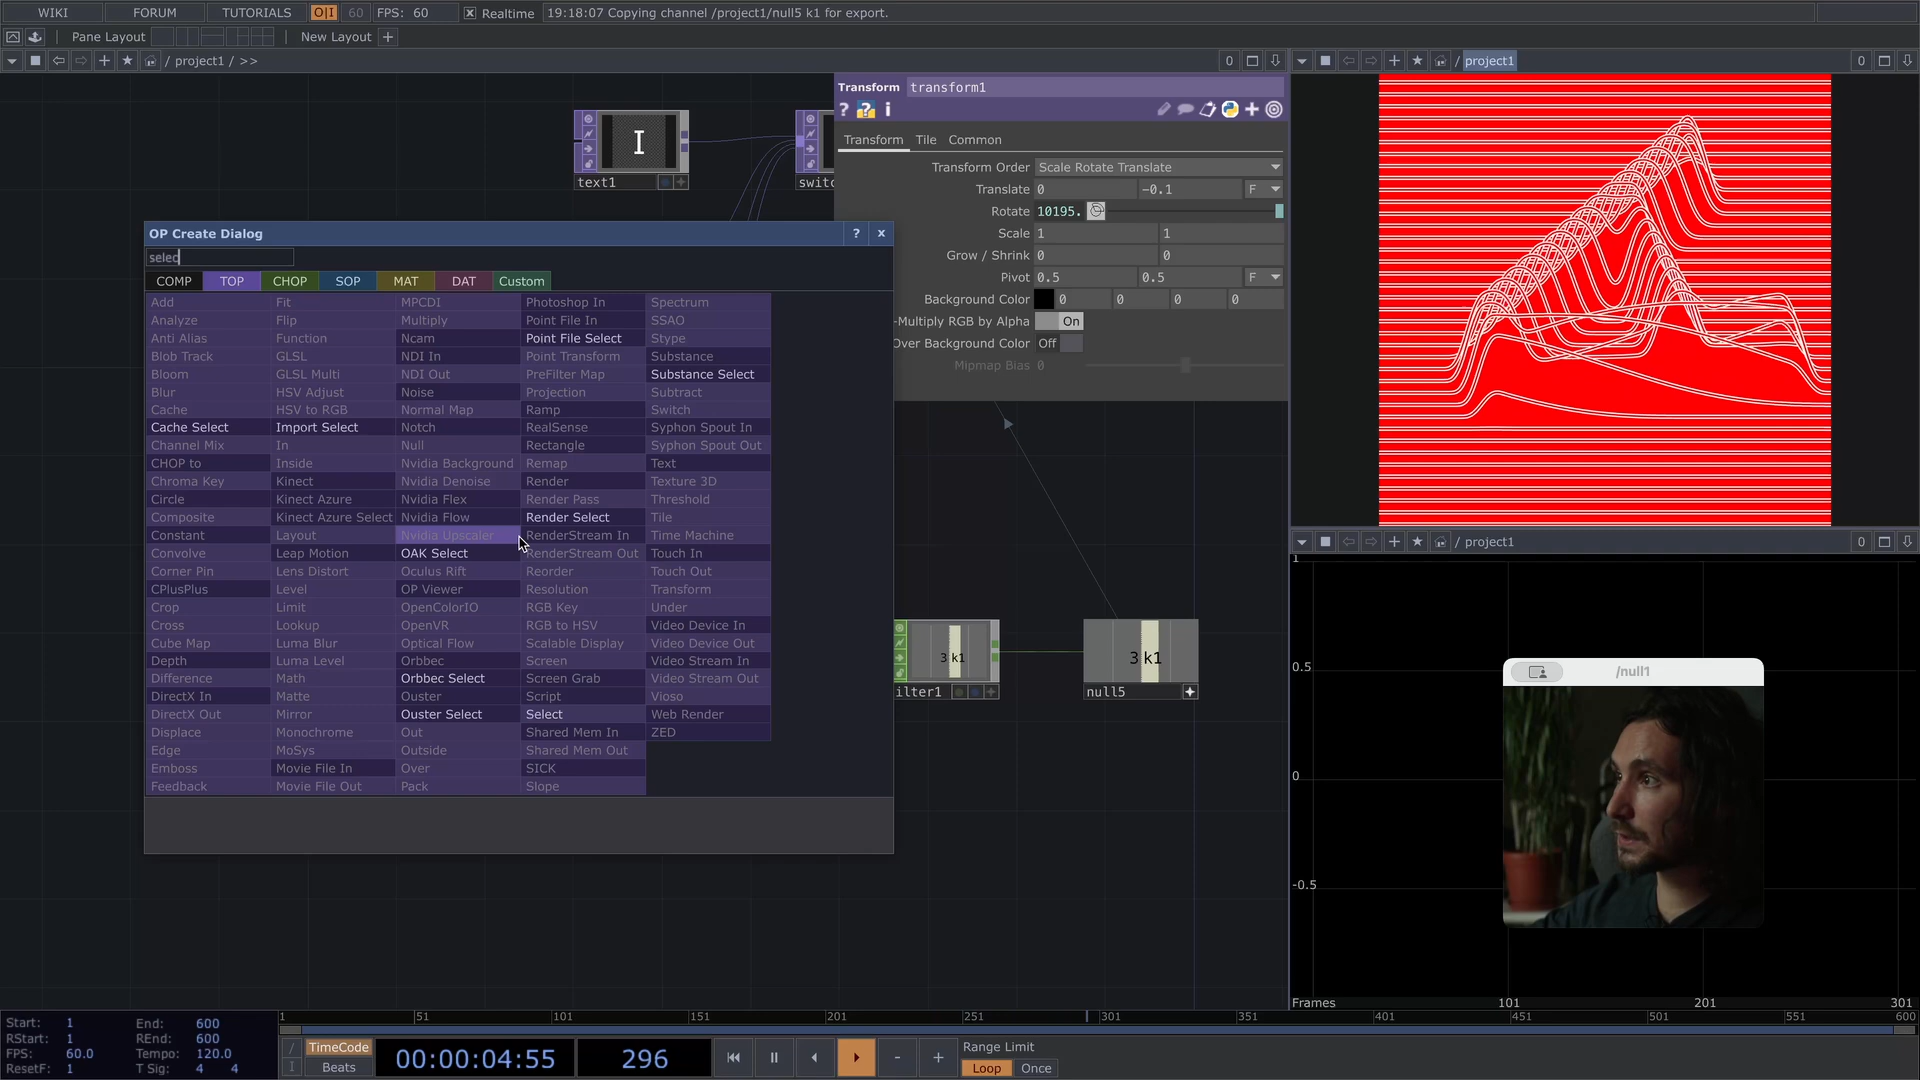 WIKI
FORUM
TUTORIALS
O|I
60
FPS: 60
Realtime
19:18:07 Copying channel /project1/null5 k1 for export.
Pane Layout
New Layout
/ project1 / >>
0
/ project1
0
Transform transform1
Transform Tile Common
Transform Order Scale Rotate Translate
Translate 0 -0.1 F
Rotate 10195.
Scale 1 1
Grow / Shrink 0 0
Pivot 0.5 0.5 F
Background Color 0 0 0 0
-Multiply RGB by Alpha On
Over Background Color Off
Mipmap Bias 0
I
text1
switc
OP Create Dialog
? x
selec
COMP TOP CHOP SOP MAT DAT Custom
Add Fit MPCDI Photoshop In Spectrum
Analyze Flip Multiply Point File In SSAO
Anti Alias Function Ncam Point File Select Stype
Blob Track GLSL NDI In Point Transform Substance
Bloom GLSL Multi NDI Out PreFilter Map Substance Select
Blur HSV Adjust Noise Projection Subtract
Cache HSV to RGB Normal Map Ramp Switch
Cache Select Import Select Notch RealSense Syphon Spout In
Channel Mix In Null Rectangle Syphon Spout Out
CHOP to Inside Nvidia Background Remap Text
Chroma Key Kinect Nvidia Denoise Render Texture 3D
Circle Kinect Azure Nvidia Flex Render Pass Threshold
Composite Kinect Azure Select Nvidia Flow Render Select Tile
Constant Layout Nvidia Upscaler RenderStream In Time Machine
Convolve Leap Motion OAK Select RenderStream Out Touch In
Corner Pin Lens Distort Oculus Rift Reorder Touch Out
CPlusPlus Level OP Viewer Resolution Transform
Crop Limit OpenColorIO RGB Key Under
Cross Lookup OpenVR RGB to HSV Video Device In
Cube Map Luma Blur Optical Flow Scalable Display Video Device Out
Depth Luma Level Orbbec Screen Video Stream In
Difference Math Orbbec Select Screen Grab Video Stream Out
DirectX In Matte Ouster Script Vioso
DirectX Out Mirror Ouster Select Select Web Render
Displace Monochrome Out Shared Mem In ZED
Edge MoSys Outside Shared Mem Out
Emboss Movie File In Over SICK
Feedback Movie File Out Pack Slope
3 k1
ilter1
3 k1
null5
/ project1
0
1
0.5
0
-0.5
/null1
Frames 101 201 301
1 51 101 151 201 251 301 351 401 451 501 551 600
Start: 1 End: 600
RStart: 1 REnd: 600
FPS: 60.0 Tempo: 120.0
ResetF: 1 T Sig: 4 4
/
I
TimeCode
Beats
00:00:04:55
296
- +
Range Limit
Loop Once